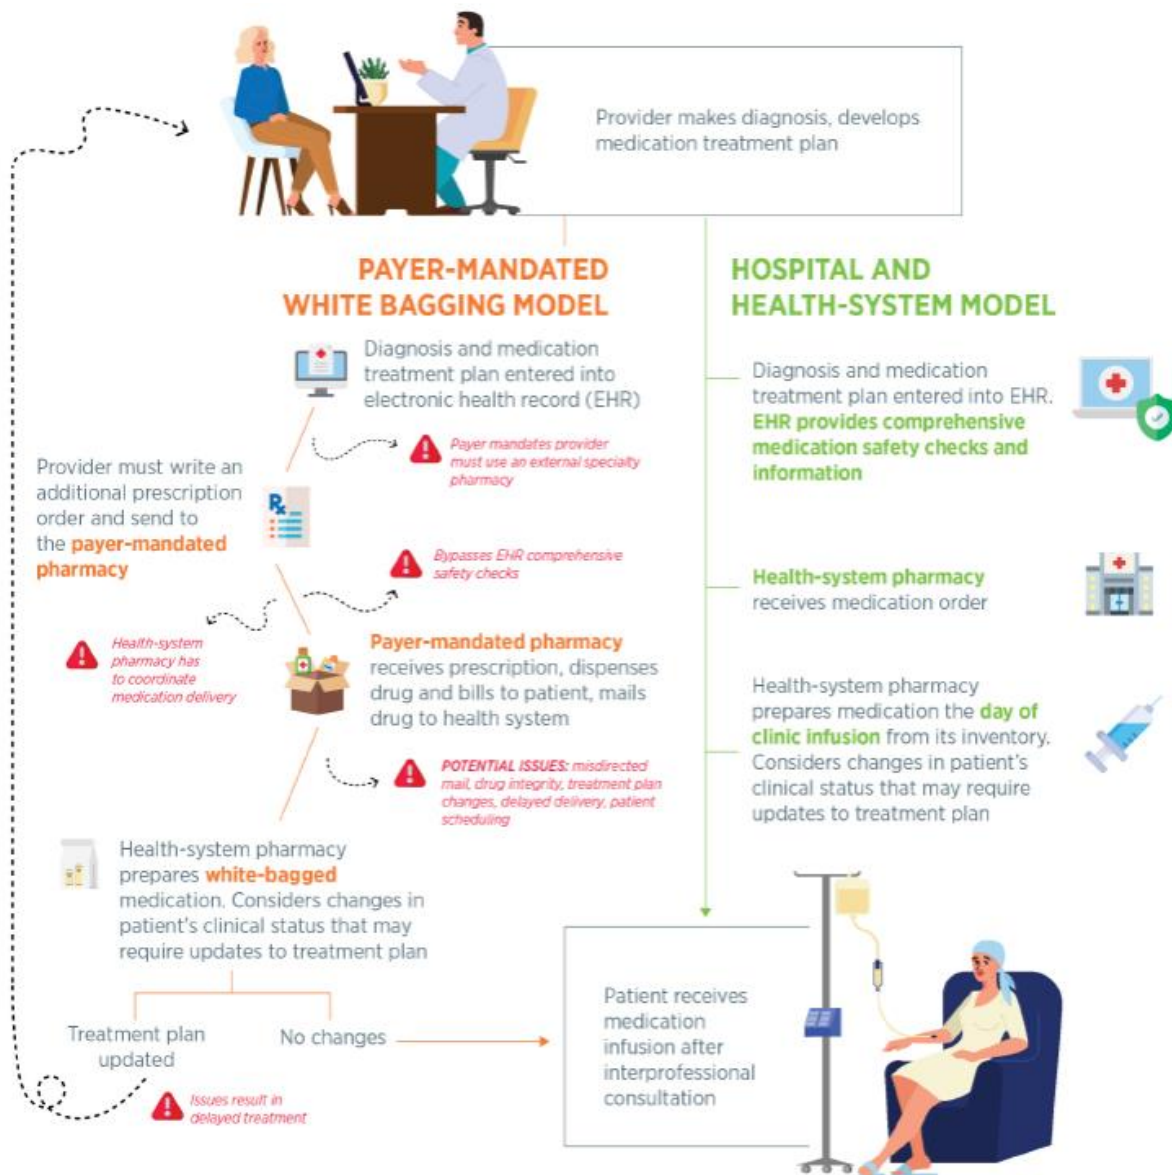 Provider makes diagnosis, develops
medication treatment plan
PAYER-MANDATED
WHITE BAGGING MODEL
Diagnosis and medication
treatment plan entered into
electronic health record (EHR)
Payer mandates provider
must use an external specialty
pharmacy
Provider must write an
additional prescription
order and send to
the payer-mandated
pharmacy
Rx
Bypasses EHR comprehensive
safety checks
Health-system
pharmacy has
to coordinate
medication delivery
Payer-mandated pharmacy
receives prescription, dispenses
drug and bills to patient, mails
drug to health system
POTENTIAL ISSUES: misdirected
mail, drug integrity, treatment plan
changes, delayed delivery, patient
scheduling
Health-system pharmacy
prepares white-bagged
medication. Considers changes in
patient's clinical status that may
require updates to treatment plan
Treatment plan
updated
No changes
Issues result in
delayed treatment
HOSPITAL AND
HEALTH-SYSTEM MODEL
Diagnosis and medication
treatment plan entered into EHR.
EHR provides comprehensive
medication safety checks and
information
Health-system pharmacy
receives medication order
Health-system pharmacy
prepares medication the day of
clinic infusion from its inventory.
Considers changes in patient's
clinical status that may require
updates to treatment plan
Patient receives
medication
infusion after
interprofessional
consultation